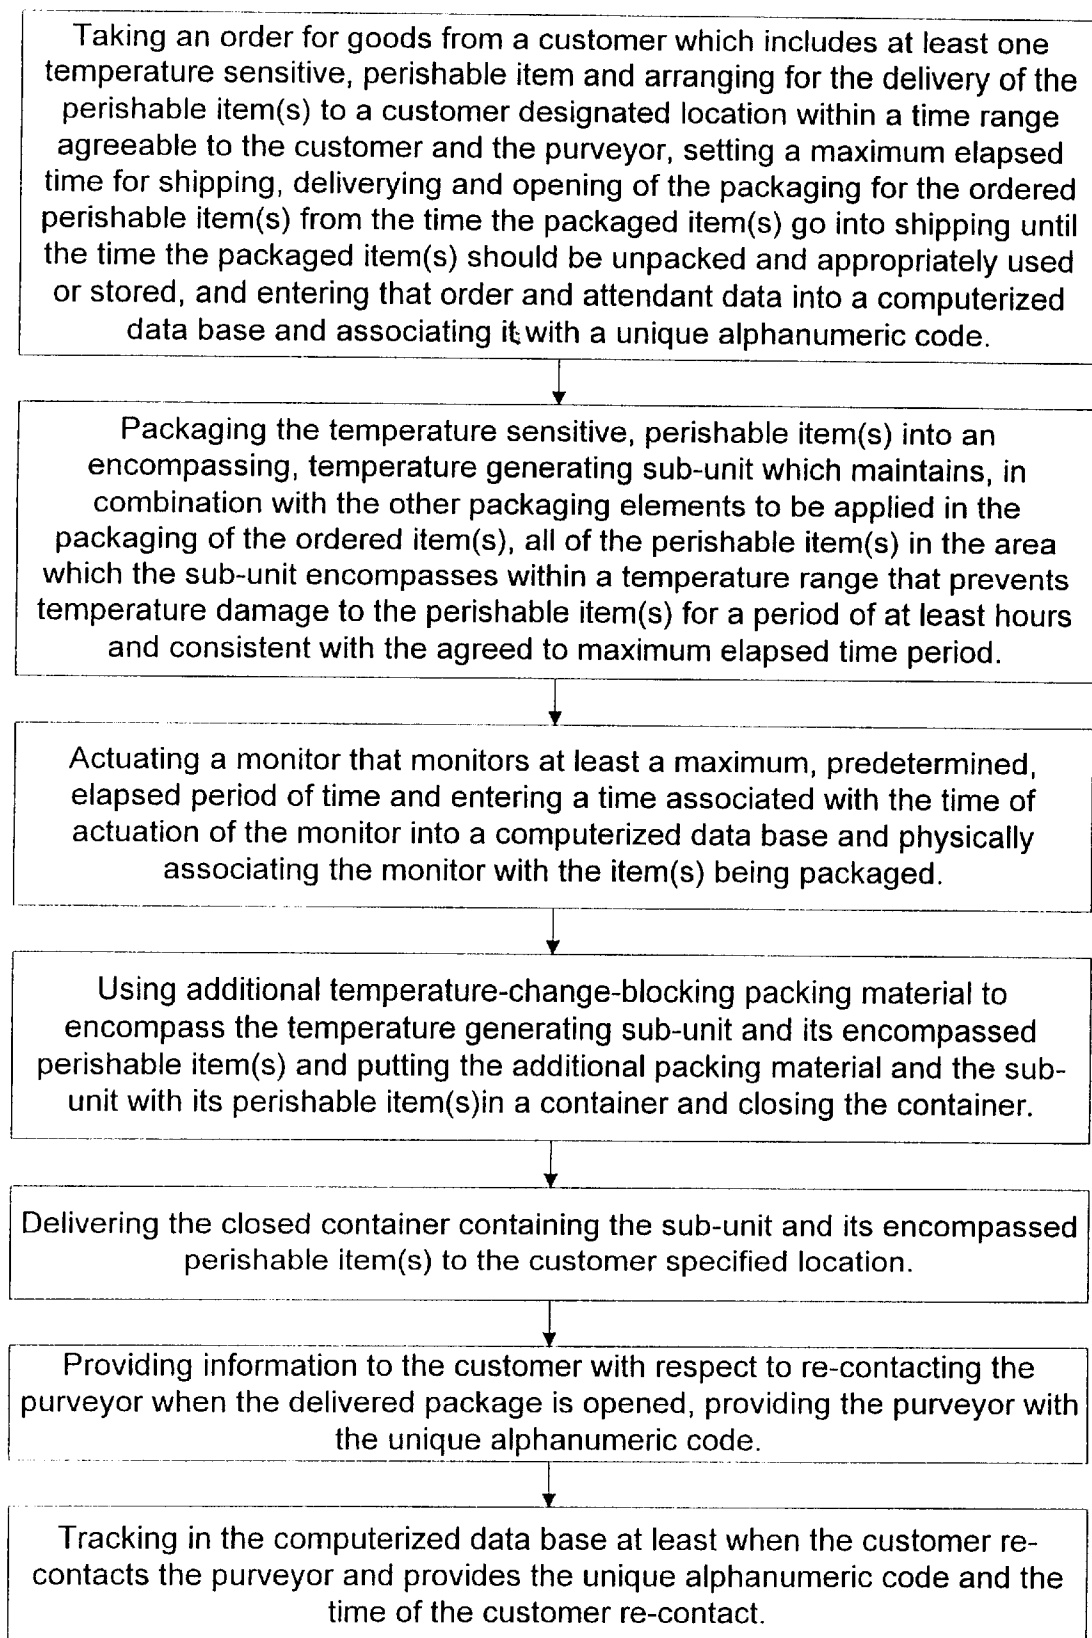 Taking an order for goods from a customer which includes at least one
temperature sensitive, perishable item and arranging for the delivery of the
perishable item(s) to a customer designated location within a time range
agreeable to the customer and the purveyor, setting a maximum elapsed
time for shipping, deliverying and opening of the packaging for the ordered
perishable item(s) from the time the packaged item(s) go into shipping until
the time the packaged item(s) should be unpacked and appropriately used
or stored, and entering that order and attendant data into a computerized
data base and associating it with a unique alphanumeric code.
Packaging the temperature sensitive, perishable item(s) into an
encompassing, temperature generating sub-unit which maintains, in
combination with the other packaging elements to be applied in the
packaging of the ordered item(s), all of the perishable item(s) in the area
which the sub-unit encompasses within a temperature range that prevents
temperature damage to the perishable item(s) for a period of at least hours
and consistent with the agreed to maximum elapsed time period.
Actuating a monitor that monitors at least a maximum, predetermined,
elapsed period of time and entering a time associated with the time of
actuation of the monitor into a computerized data base and physically
associating the monitor with the item(s) being packaged.
Using additional temperature-change-blocking packing material to
encompass the temperature generating sub-unit and its encompassed
perishable item(s) and putting the additional packing material and the sub-
unit with its perishable item(s)in a container and closing the container.
Delivering the closed container containing the sub-unit and its encompassed
perishable item(s) to the customer specified location.
Providing information to the customer with respect to re-contacting the
purveyor when the delivered package is opened, providing the purveyor with
the unique alphanumeric code.
Tracking in the computerized data base at least when the customer re-
contacts the purveyor and provides the unique alphanumeric code and the
time of the customer re-contact.